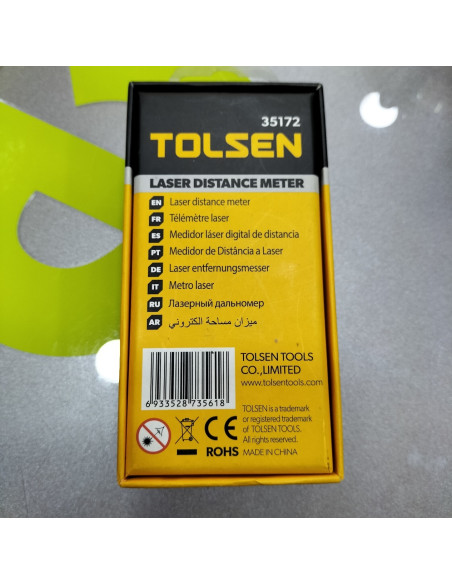 35172
TOLSEN
LASER DISTANCE METER
EN Laser distance meter
FR Télémètre laser
ES Medidor láser digital de distancia
PT Medidor de Distância a Laser
DE Laser entfernungsmesser
IT Metro laser
RU Лазерный дальномер
AR ميزان مساحة الكتروني
6 933528 735618
TOLSEN TOOLS
CO.,LIMITED
www.tolsentools.com
TOLSEN is a trademark
or registered trademark
of TOLSEN TOOLS.
All rights reserved.
MADE IN CHINA
CE
ROHS